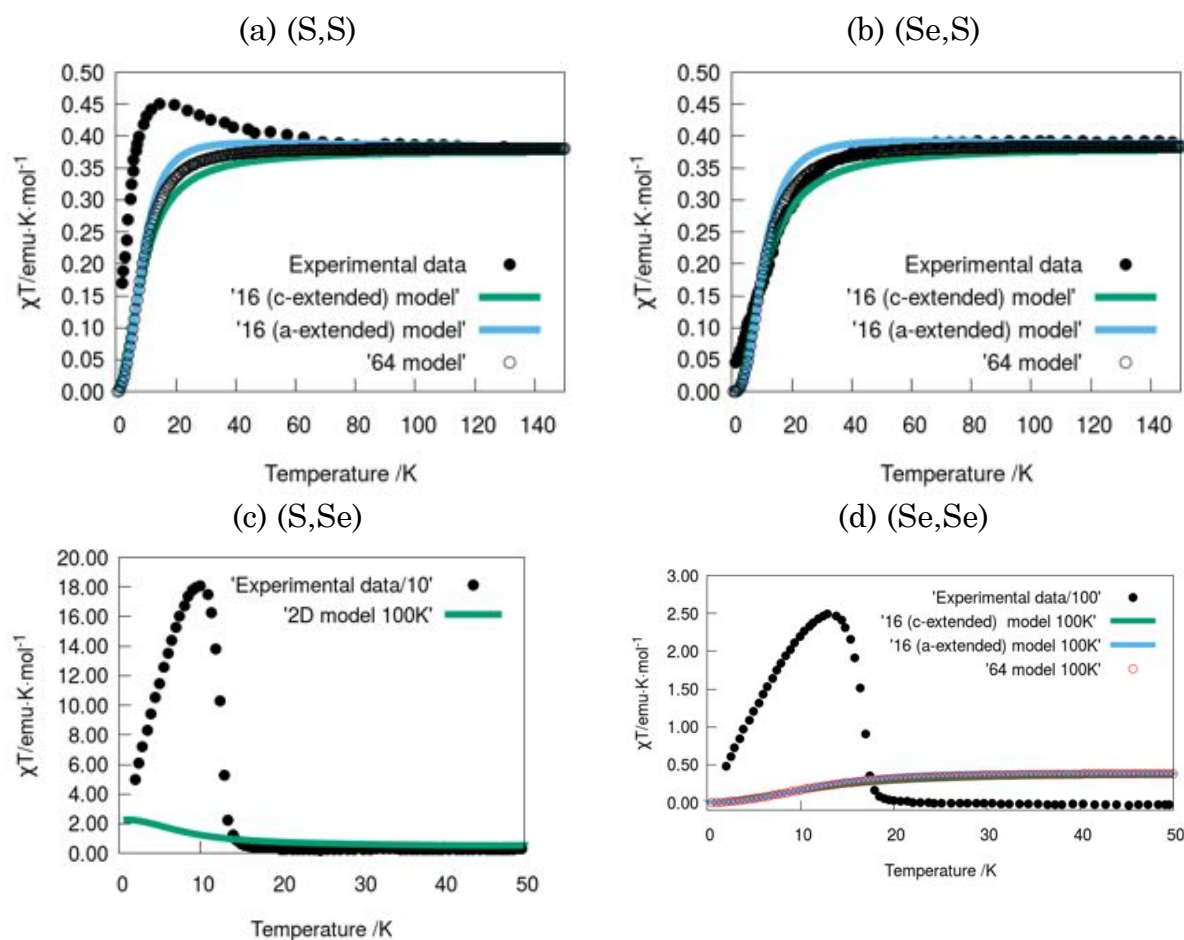 (a) (S,S)
0.50
0.45
0.40
0.35
0.30
0.25
0.20
0.15
0.10
0.05
0.00
χT/emu·K·mol⁻¹
Experimental data
'16 (c-extended) model'
'16 (a-extended) model'
'64 model'
0 20 40 60 80 100 120 140
Temperature /K
(b) (Se,S)
0.50
0.45
0.40
0.35
0.30
0.25
0.20
0.15
0.10
0.05
0.00
χT/emu·K·mol⁻¹
Experimental data
'16 (c-extended) model'
'16 (a-extended) model'
'64 model'
0 20 40 60 80 100 120 140
Temperature /K
(c) (S,Se)
20.00
18.00
16.00
14.00
12.00
10.00
8.00
6.00
4.00
2.00
0.00
χT/emu·K·mol⁻¹
'Experimental data/10'
'2D model 100K'
0 10 20 30 40 50
Temperature /K
(d) (Se,Se)
3.00
2.50
2.00
1.50
1.00
0.50
0.00
χT/emu·K·mol⁻¹
'Experimental data/100'
'16 (c-extended) model 100K'
'16 (a-extended) model 100K'
'64 model 100K'
0 10 20 30 40 50
Temperature /K